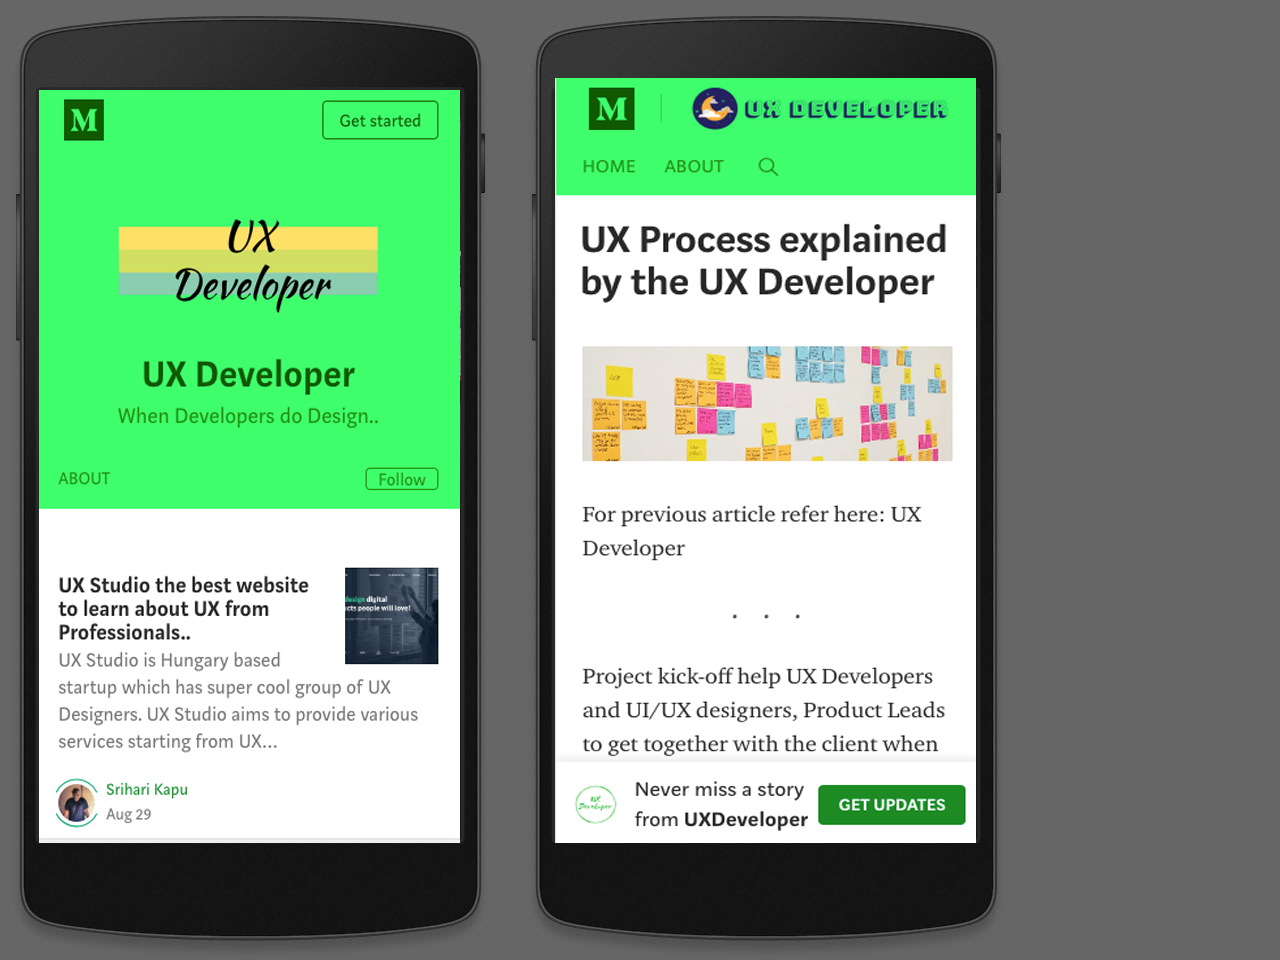 M
Get started
UX
Developer
UX Developer
When Developers do Design..
ABOUT
Follow
UX Studio the best website
to learn about UX from
Professionals..
UX Studio is Hungary based
startup which has super cool group of UX
Designers. UX Studio aims to provide various
services starting from UX...
design digital
cts people will love!
Srihari Kapu
Aug 29
M
UX DEVELOPER
HOME
ABOUT
UX Process explained
by the UX Developer
For previous article refer here: UX
Developer
. . .
Project kick-off help UX Developers
and UI/UX designers, Product Leads
to get together with the client when
UX
Developer
Never miss a story
from UXDeveloper
GET UPDATES